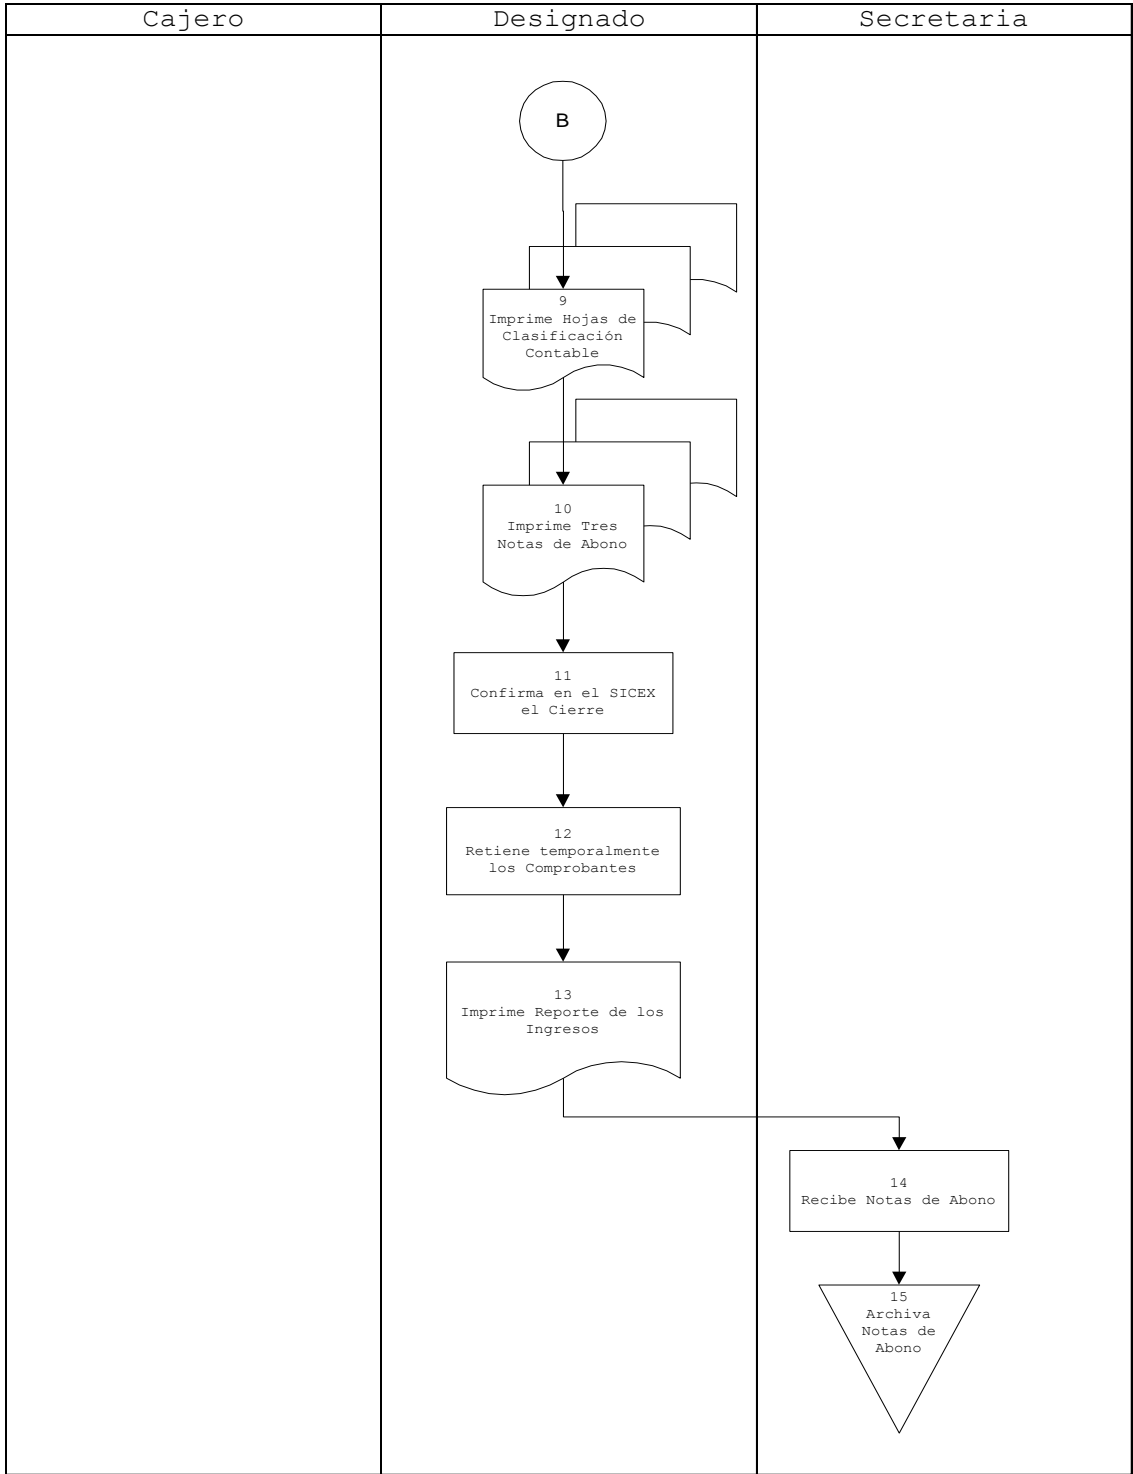 Cajero
Designado
Secretaria
B
9
Imprime Hojas de
Clasificación
Contable
10
Imprime Tres
Notas de Abono
11
Confirma en el SICEX
el Cierre
12
Retiene temporalmente
los Comprobantes
13
Imprime Reporte de los
Ingresos
14
Recibe Notas de Abono
15
Archiva
Notas de
Abono